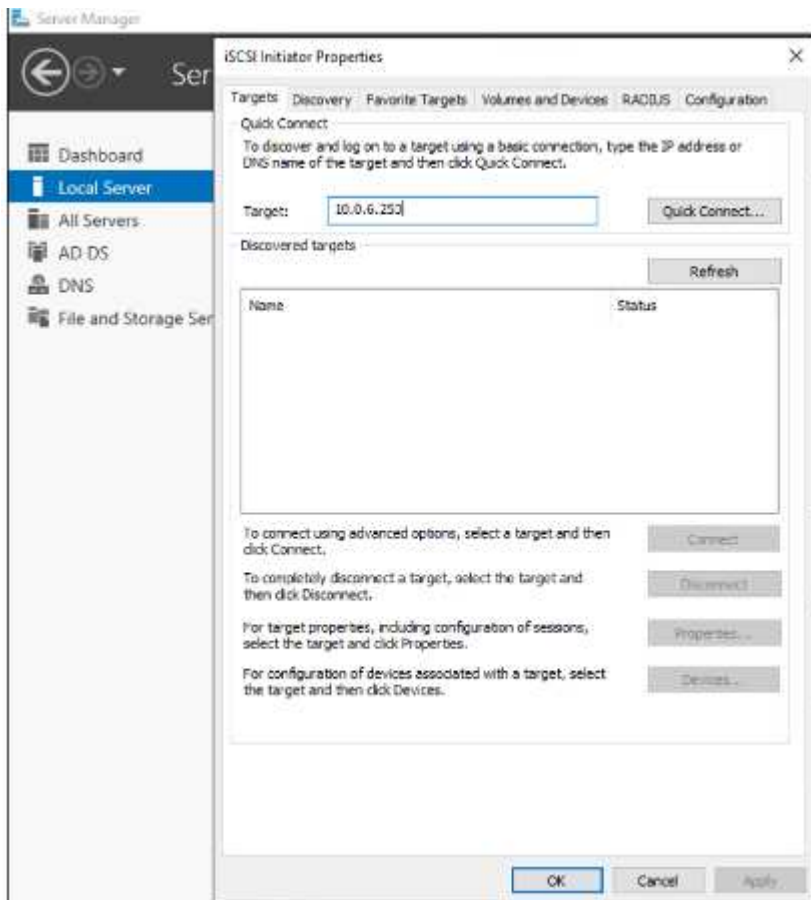 Server Manager
Ser
Dashboard
Local Server
All Servers
AD DS
DNS
File and Storage Ser
iSCSI Initiator Properties
Targets Discovery Favorite Targets Volumes and Devices RADIUS Configuration
Quick Connect
To discover and log on to a target using a basic connection, type the IP address or
DNS name of the target and then click Quick Connect.
Target: 10.0.6.253 Quick Connect...
Discovered targets
Refresh
Name Status
To connect using advanced options, select a target and then
click Connect.
Connect
To completely disconnect a target, select the target and
then click Disconnect.
Disconnect
For target properties, including configuration of sessions,
select the target and click Properties.
Properties...
For configuration of devices associated with a target, select
the target and then click Devices.
Devices...
OK Cancel Apply